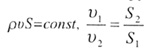 ρυS=const, υ₁/υ₂ = S₂/S₁